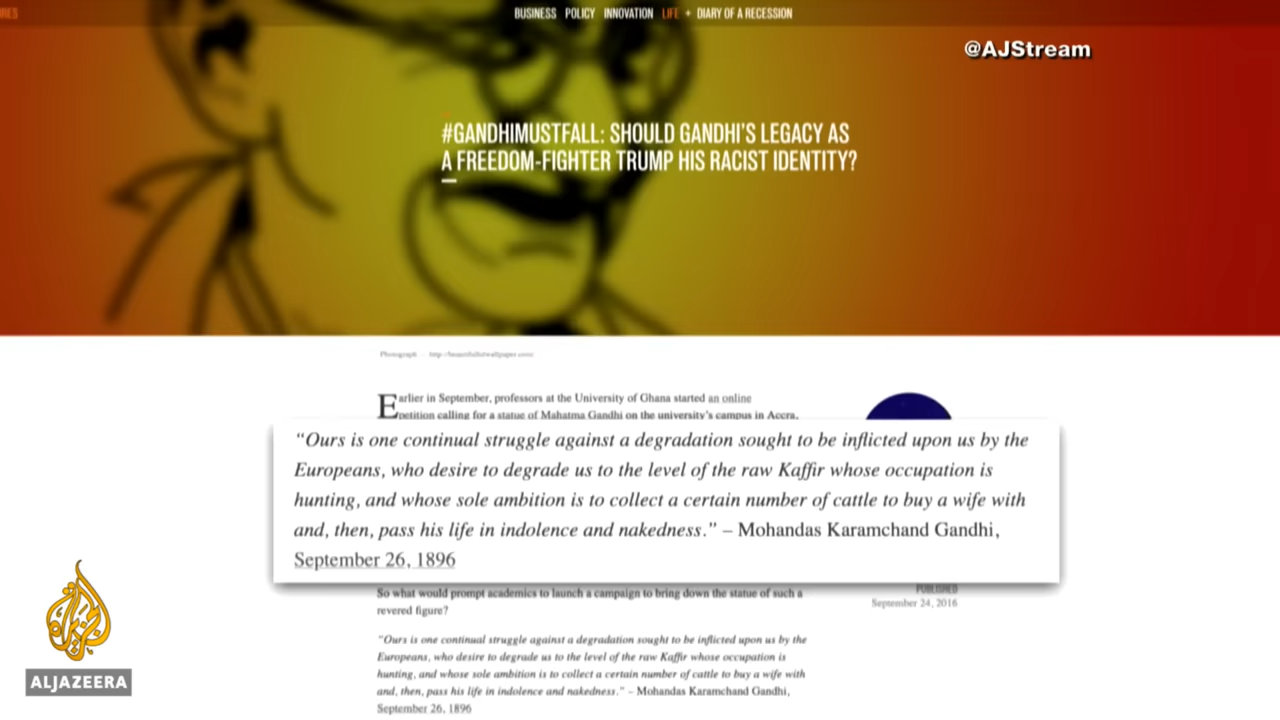 RES
BUSINESS POLICY INNOVATION LIFE + DIARY OF A RECESSION
@AJStream
#GANDHIMUSTFALL: SHOULD GANDHI'S LEGACY AS
A FREEDOM-FIGHTER TRUMP HIS RACIST IDENTITY?
Photograph
Earlier in September, professors at the University of Ghana started an online
petition calling for a statue of Mahatma Gandhi on the university's campus in Accra,
"Ours is one continual struggle against a degradation sought to be inflicted upon us by the
Europeans, who desire to degrade us to the level of the raw Kaffir whose occupation is
hunting, and whose sole ambition is to collect a certain number of cattle to buy a wife with
and, then, pass his life in indolence and nakedness." – Mohandas Karamchand Gandhi,
September 26, 1896
PUBLISHED
September 24, 2016
So what would prompt academics to launch a campaign to bring down the statue of such a
revered figure?
"Ours is one continual struggle against a degradation sought to be inflicted upon us by the
Europeans, who desire to degrade us to the level of the raw Kaffir whose occupation is
hunting, and whose sole ambition is to collect a certain number of cattle to buy a wife with
and, then, pass his life in indolence and nakedness." – Mohandas Karamchand Gandhi,
September 26, 1896
ALJAZEERA